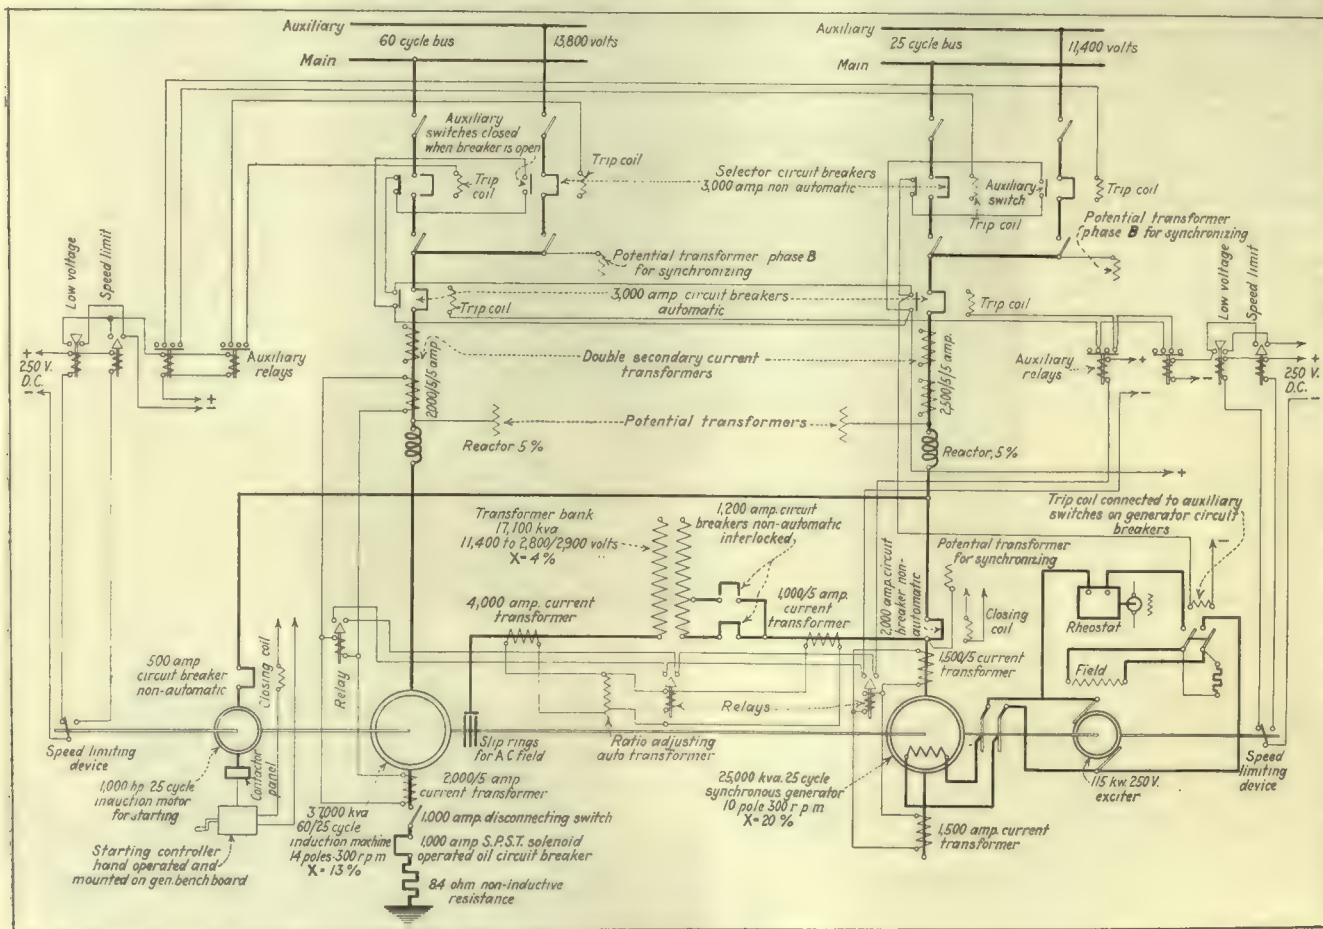 Auxiliary
60 cycle bus
13,800 volts
Main
Auxiliary
25 cycle bus
11,400 volts
Main
Auxiliary
switches closed
when breaker is open
Trip coil
Trip
coil
Selector circuit breakers
3,000 amp non automatic
Auxiliary
switch
Trip coil
Trip coil
Potential transformer
phase B for synchronizing
Low voltage
Speed limit
Potential transformer phase B
for synchronizing
Low voltage
Speed limit
3,000 amp circuit breakers
automatic
Trip coil
Trip coil
+
250 V.
D.C.
-
Auxiliary
relays
+
-
Double secondary current
transformers
2,000/5/5 amp.
2,500/5/5 amp.
Auxiliary
relays
+
-
-
+
250 V.
D.C.
-
Potential transformers
Reactor 5 %
Reactor, 5 %
+
Trip coil connected to auxiliary
switches on generator circuit
breakers
Transformer bank
17,100 kva
11,400 to 2,800/2,900 volts
X= 4 %
1,200 amp. circuit
breakers non-automatic
interlocked
Potential transformer
for synchronizing
-
4,000 amp. current
transformer
1,000/5 amp.
current
transformer
2,000 amp. circuit
breaker non-
automatic
Closing
coil
Rheostat
500 amp
circuit breaker
non-automatic
Closing coil
Relay
1,500/5 current
transformer
Field
Relays
Speed limiting
device
Slip rings
for A C field
Ratio adjusting
auto transformer
Speed
limiting
device
1,000 hp. 25 cycle
induction motor
for starting
Contactor
panel
2,000/5 amp
current transformer
25,000 kva. 25 cycle
synchronous generator
10 pole 300 r p m
X= 20 %
115 kw. 250 V.
exciter
37,000 kva
60/25 cycle
induction machine
14 poles-300 rpm
X= 13 %
1,000 amp. disconnecting switch
1,000 amp S.P.S.T. solenoid
operated oil circuit breaker
1,500 amp. current
transformer
Starting controller
hand operated and
mounted on gen. bench board
8.4 ohm non-inductive
resistance